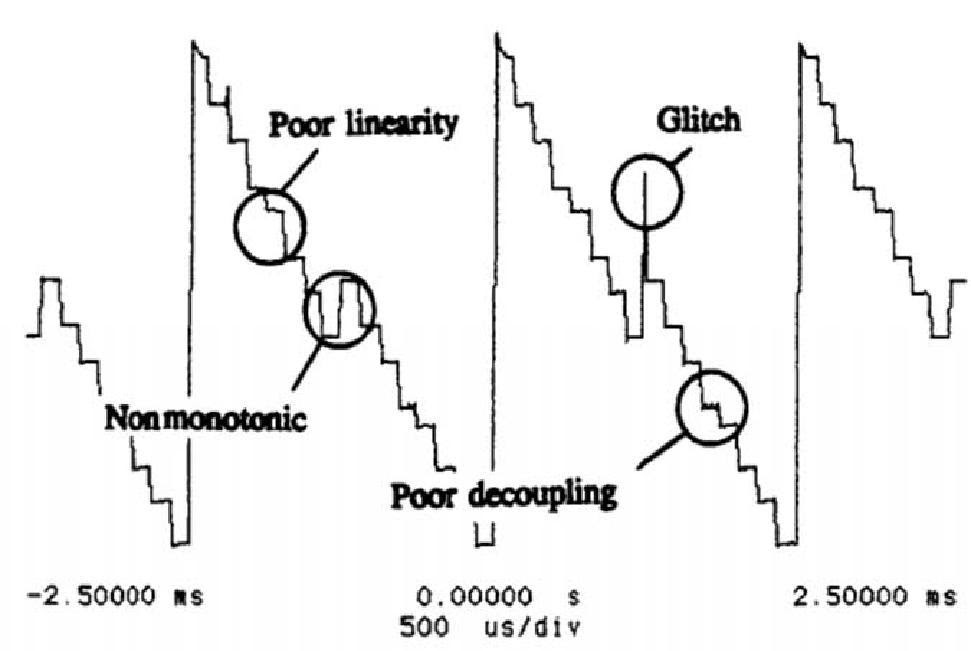 Poor linearity
Glitch
Nonmonotonic
Poor decoupling
-2.50000 ms
0.00000 s
2.50000 ms
500 us/div